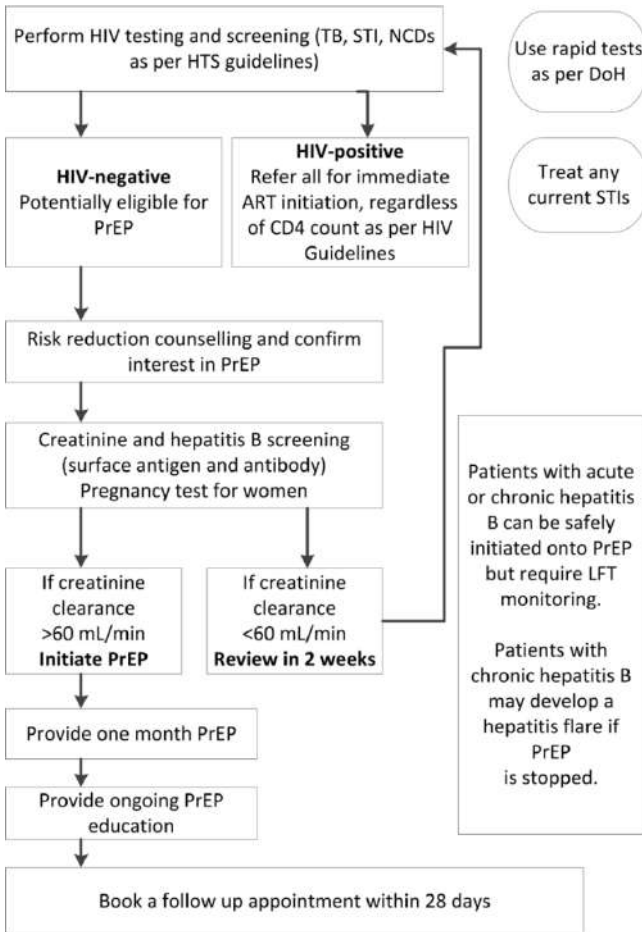 Perform HIV testing and screening (TB, STI, NCDs
as per HTS guidelines)
Use rapid tests
as per DoH
HIV-negative
Potentially eligible for
PrEP
HIV-positive
Refer all for immediate
ART initiation, regardless
of CD4 count as per HIV
Guidelines
Treat any
current STIs
Risk reduction counselling and confirm
interest in PrEP
Creatinine and hepatitis B screening
(surface antigen and antibody)
Pregnancy test for women
If creatinine
clearance
>60 mL/min
Initiate PrEP
If creatinine
clearance
<60 mL/min
Review in 2 weeks
Patients with acute
or chronic hepatitis
B can be safely
initiated onto PrEP
but require LFT
monitoring.
Patients with
chronic hepatitis B
may develop a
hepatitis flare if
PrEP
is stopped.
Provide one month PrEP
Provide ongoing PrEP
education
Book a follow up appointment within 28 days